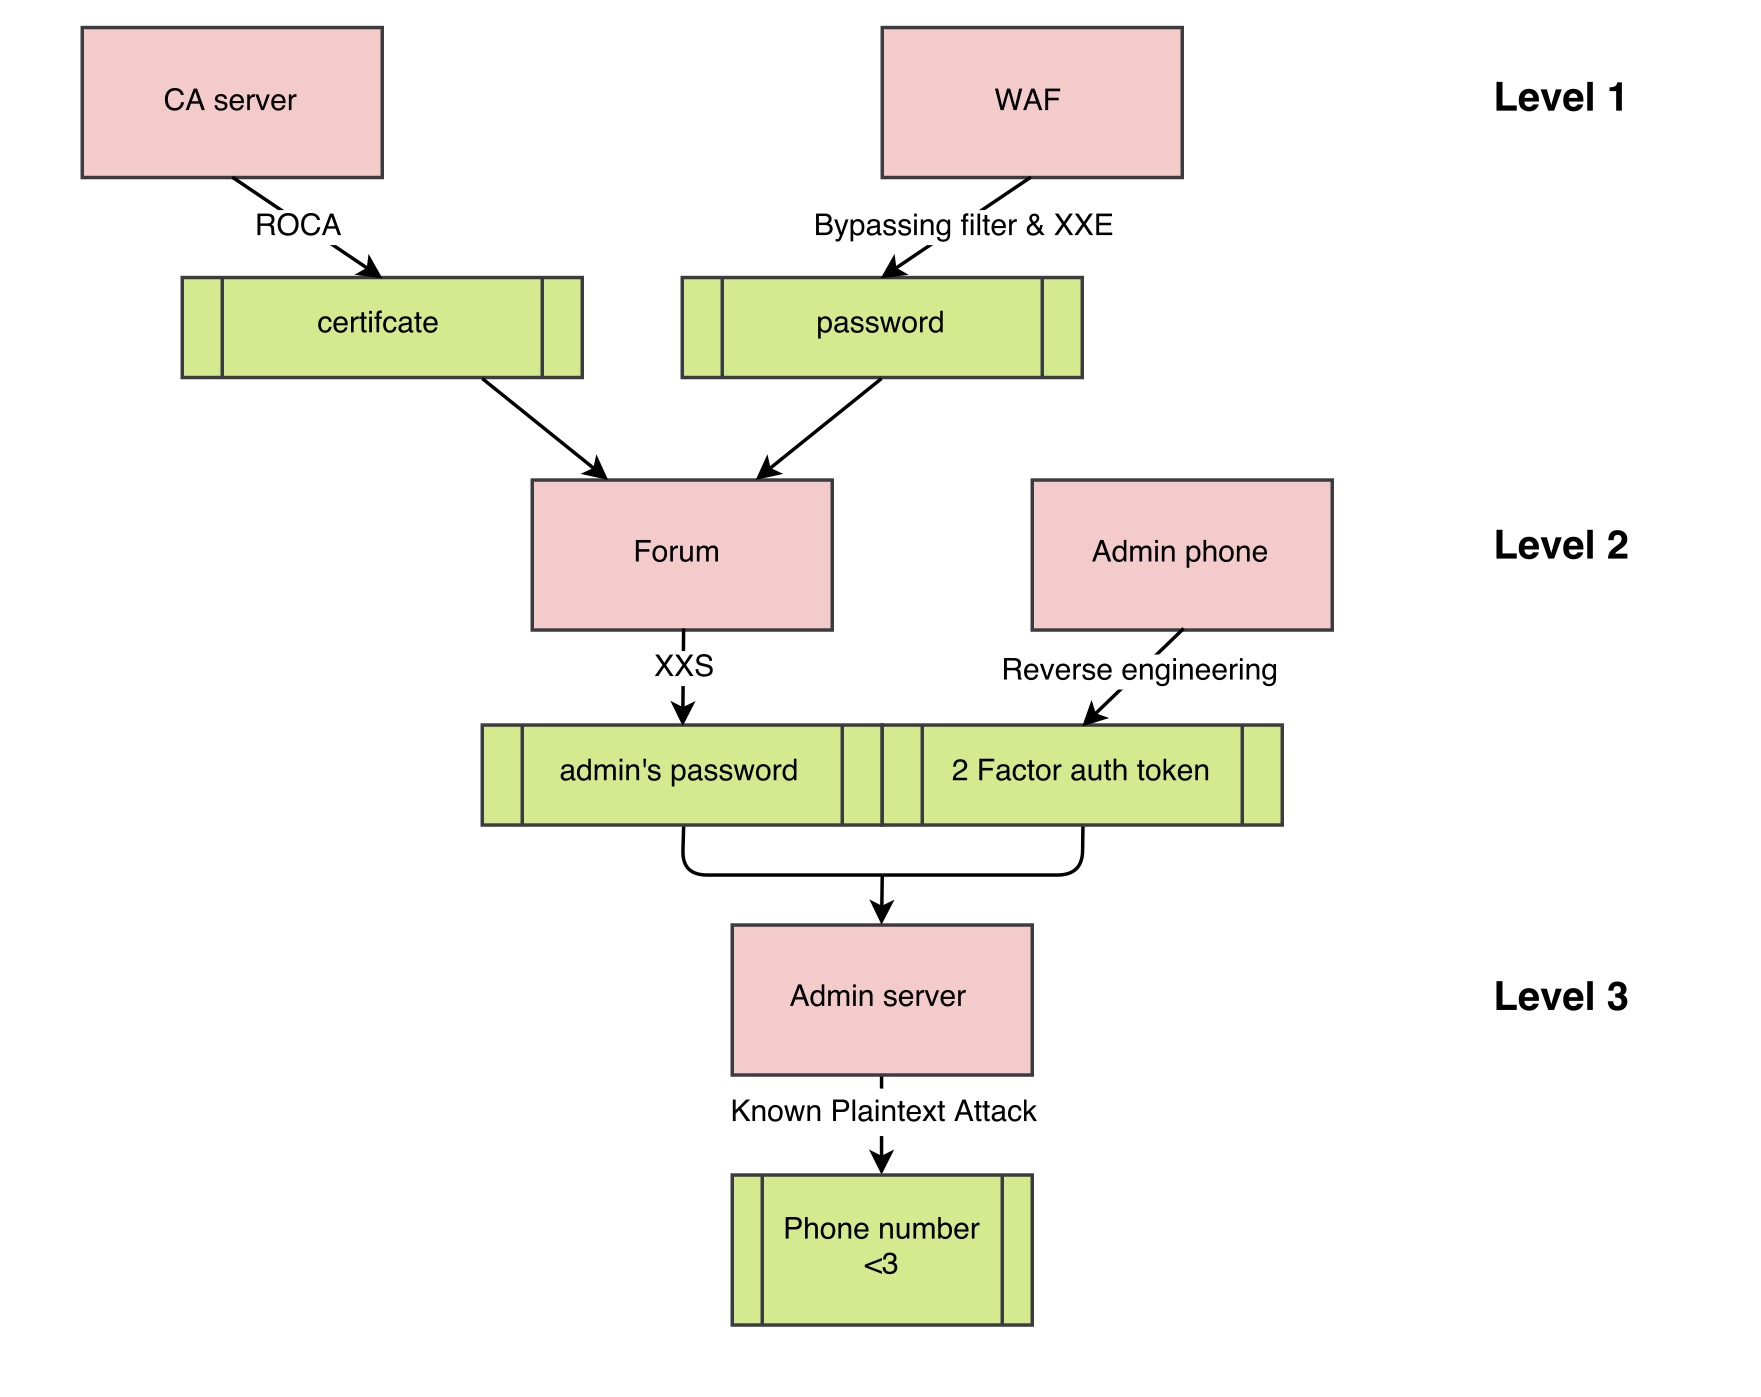 CA server
WAF
Level 1
ROCA
Bypassing filter & XXE
certifcate
password
Forum
Admin phone
Level 2
XXS
Reverse engineering
admin's password
2 Factor auth token
Admin server
Level 3
Known Plaintext Attack
Phone number
<3